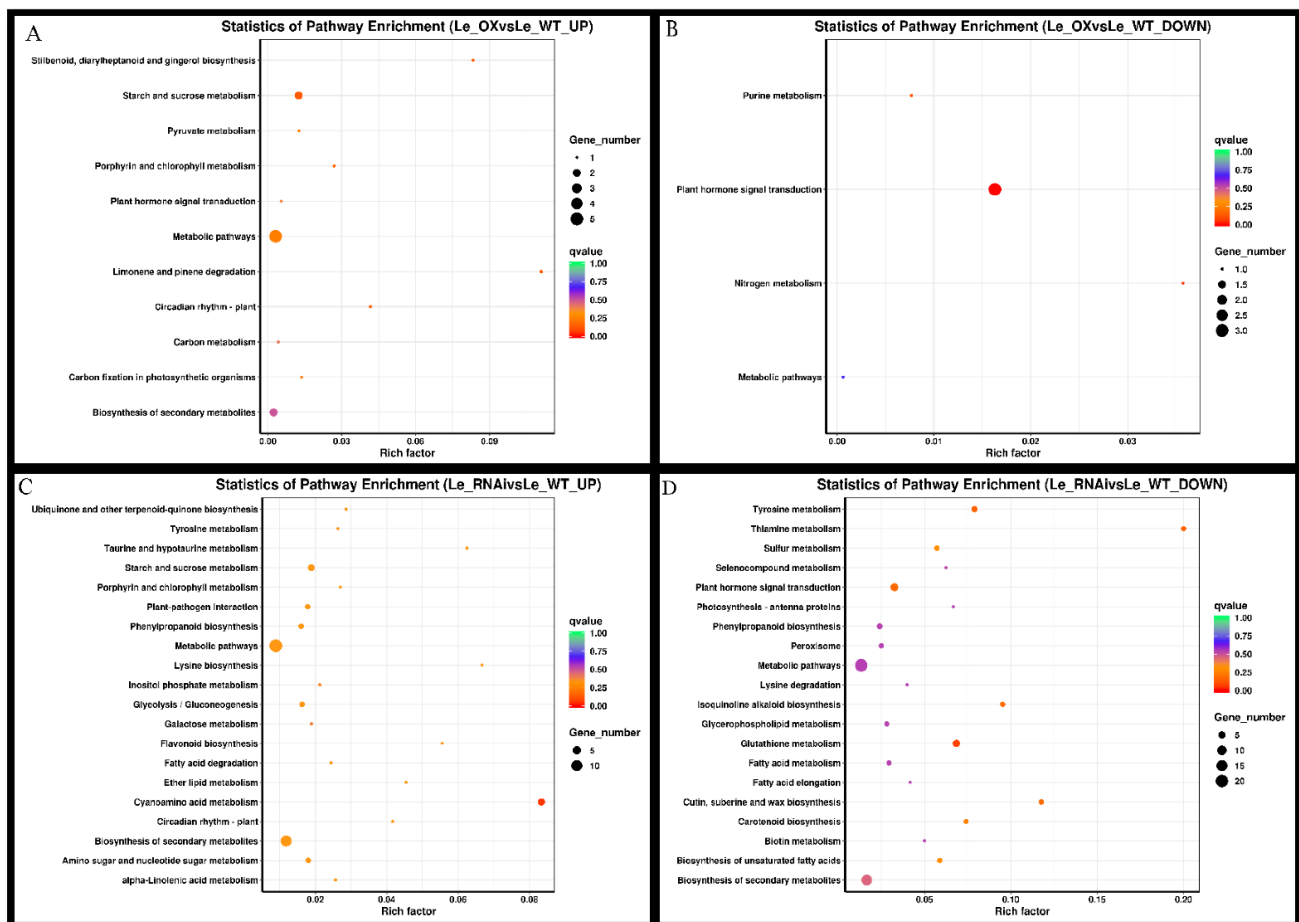 A
Statistics of Pathway Enrichment (Le_OXvsLe_WT_UP)
Stilbenoid, diarylheptanoid and gingerol biosynthesis
Starch and sucrose metabolism
Pyruvate metabolism
Porphyrin and chlorophyll metabolism
Plant hormone signal transduction
Metabolic pathways
Limonene and pinene degradation
Circadian rhythm - plant
Carbon metabolism
Carbon fixation in photosynthetic organisms
Biosynthesis of secondary metabolites
0.00 0.03 0.06 0.09
Rich factor
Gene_number
1
2
3
4
5
qvalue
1.00
0.75
0.50
0.25
0.00
B
Statistics of Pathway Enrichment (Le_OXvsLe_WT_DOWN)
Purine metabolism
Plant hormone signal transduction
Nitrogen metabolism
Metabolic pathways
0.00 0.01 0.02 0.03
Rich factor
qvalue
1.00
0.75
0.50
0.25
0.00
Gene_number
1.0
1.5
2.0
2.5
3.0
C
Statistics of Pathway Enrichment (Le_RNAivsLe_WT_UP)
Ubiquinone and other terpenoid-quinone biosynthesis
Tyrosine metabolism
Taurine and hypotaurine metabolism
Starch and sucrose metabolism
Porphyrin and chlorophyll metabolism
Plant-pathogen interaction
Phenylpropanoid biosynthesis
Metabolic pathways
Lysine biosynthesis
Inositol phosphate metabolism
Glycolysis / Gluconeogenesis
Galactose metabolism
Flavonoid biosynthesis
Fatty acid degradation
Ether lipid metabolism
Cyanoamino acid metabolism
Circadian rhythm - plant
Biosynthesis of secondary metabolites
Amino sugar and nucleotide sugar metabolism
alpha-Linolenic acid metabolism
0.02 0.04 0.06 0.08
Rich factor
qvalue
1.00
0.75
0.50
0.25
0.00
Gene_number
5
10
D
Statistics of Pathway Enrichment (Le_RNAivsLe_WT_DOWN)
Tyrosine metabolism
Thiamine metabolism
Sulfur metabolism
Selenocompound metabolism
Plant hormone signal transduction
Photosynthesis - antenna proteins
Phenylpropanoid biosynthesis
Peroxisome
Metabolic pathways
Lysine degradation
Isoquinoline alkaloid biosynthesis
Glycerophospholipid metabolism
Glutathione metabolism
Fatty acid metabolism
Fatty acid elongation
Cutin, suberine and wax biosynthesis
Carotenoid biosynthesis
Biotin metabolism
Biosynthesis of unsaturated fatty acids
Biosynthesis of secondary metabolites
0.05 0.10 0.15 0.20
Rich factor
qvalue
1.00
0.75
0.50
0.25
0.00
Gene_number
5
10
15
20